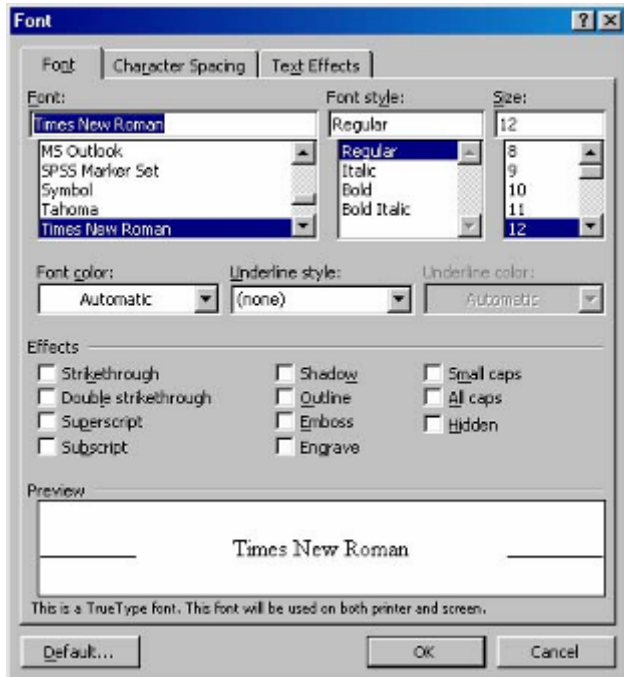 Font
Font Character Spacing Text Effects
Font: Font style: Size:
Times New Roman Regular 12
MS Outlook Regular 8
SPSS Marker Set Italic 9
Symbol Bold 10
Tahoma Bold Italic 11
Times New Roman 12
Font color: Underline style: Underline color:
Automatic (none) Automatic
Effects
Strikethrough Shadow Small caps
Double strikethrough Outline All caps
Superscript Emboss Hidden
Subscript Engrave
Preview
Times New Roman
This is a TrueType font. This font will be used on both printer and screen.
Default... OK Cancel